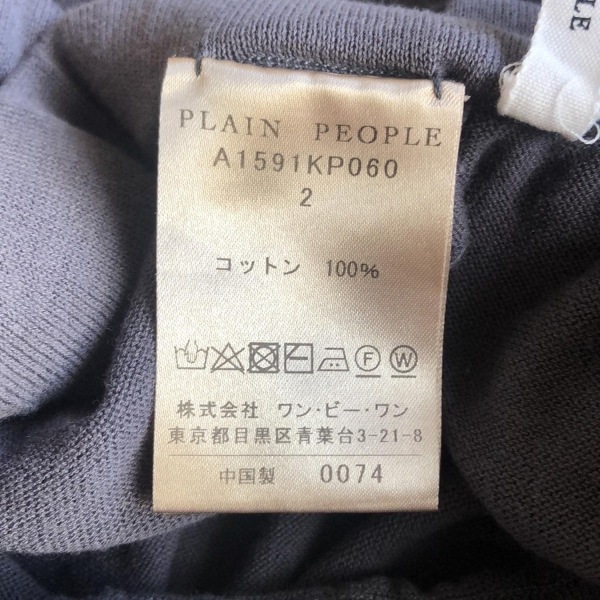 PLE
PLAIN PEOPLE
A1591KP060
2
コットン 100%
F W
株式会社 ワン・ビー・ワン
東京都目黒区青葉台3-21-8
中国製 0074